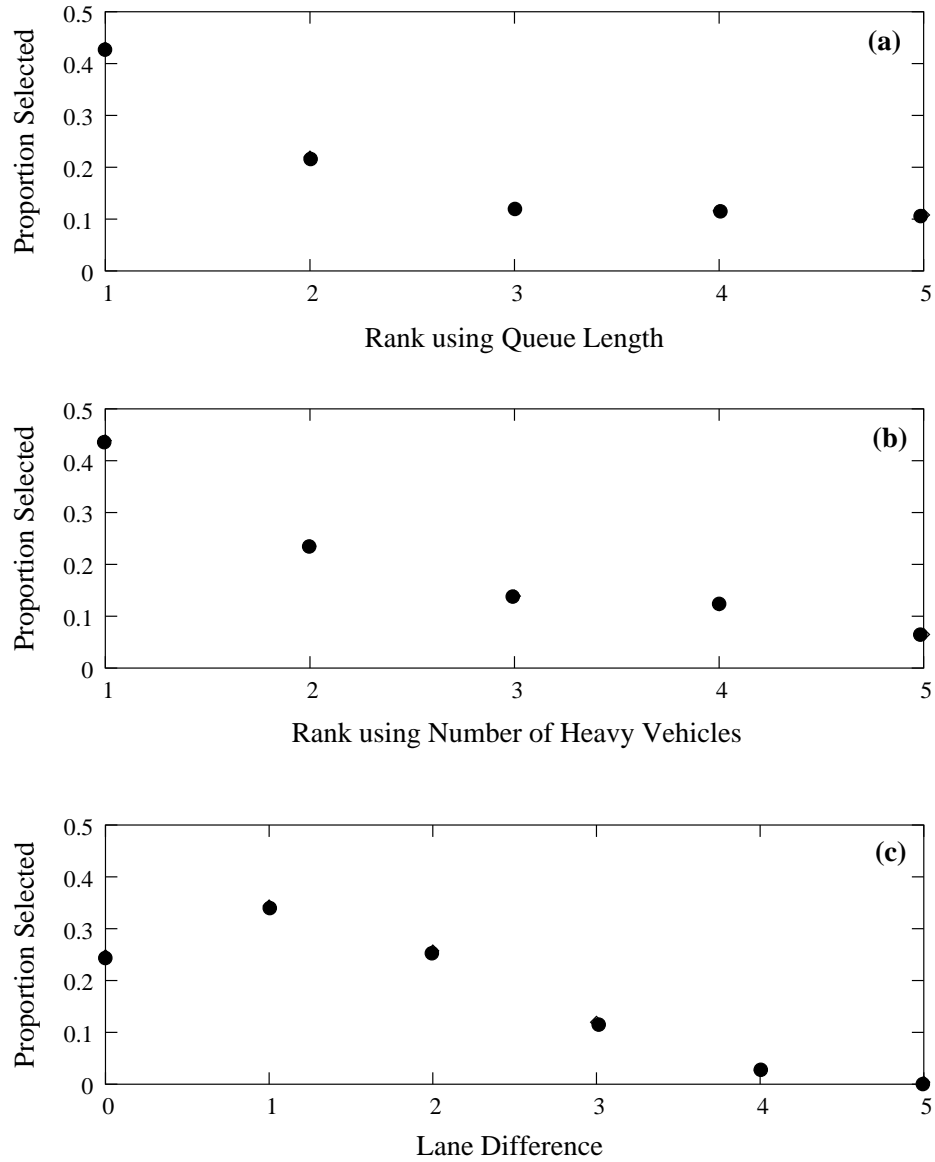 0.5
(a)
0.4
0.3
0.2
0.1
0
Proportion Selected
1 2 3 4 5
Rank using Queue Length
0.5
(b)
0.4
0.3
0.2
0.1
0
Proportion Selected
1 2 3 4 5
Rank using Number of Heavy Vehicles
0.5
(c)
0.4
0.3
0.2
0.1
0
Proportion Selected
0 1 2 3 4 5
Lane Difference